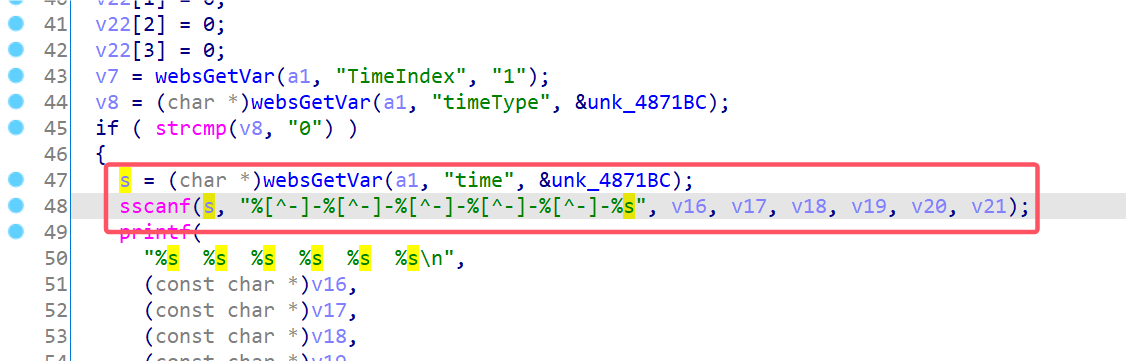 40 v22[1] = 0;
41 v22[2] = 0;
42 v22[3] = 0;
43 v7 = websGetVar(a1, "TimeIndex", "1");
44 v8 = (char *)websGetVar(a1, "timeType", &unk_4871BC);
45 if ( strcmp(v8, "0") )
46 {
47 s = (char *)websGetVar(a1, "time", &unk_4871BC);
48 sscanf(s, "%[^-]-%[^-]-%[^-]-%[^-]-%[^-]-%s", v16, v17, v18, v19, v20, v21);
49 printf(
50 "%s  %s  %s  %s  %s  %s\n",
51 (const char *)v16,
52 (const char *)v17,
53 (const char *)v18,
54 (const char *)v19